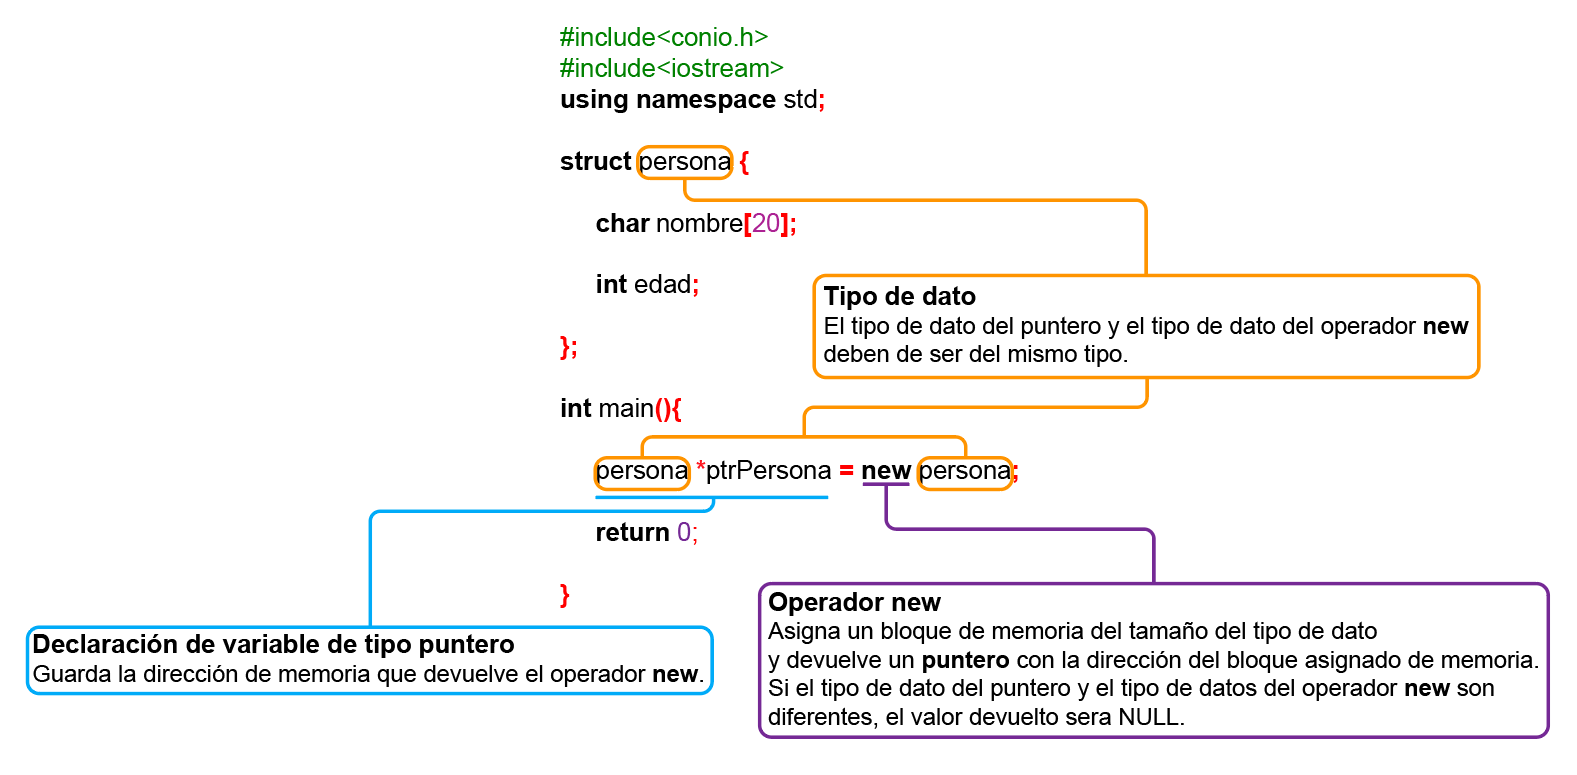 #include<conio.h>
#include<iostream>
using namespace std;
struct persona {
char nombre[20];
int edad;
Tipo de dato
El tipo de dato del puntero y el tipo de dato del operador new
deben de ser del mismo tipo.
};
int main(){
persona *ptrPersona = new persona;
return 0;
}
Declaración de variable de tipo puntero
Guarda la dirección de memoria que devuelve el operador new.
Operador new
Asigna un bloque de memoria del tamaño del tipo de dato
y devuelve un puntero con la dirección del bloque asignado de memoria.
Si el tipo de dato del puntero y el tipo de datos del operador new son
diferentes, el valor devuelto sera NULL.